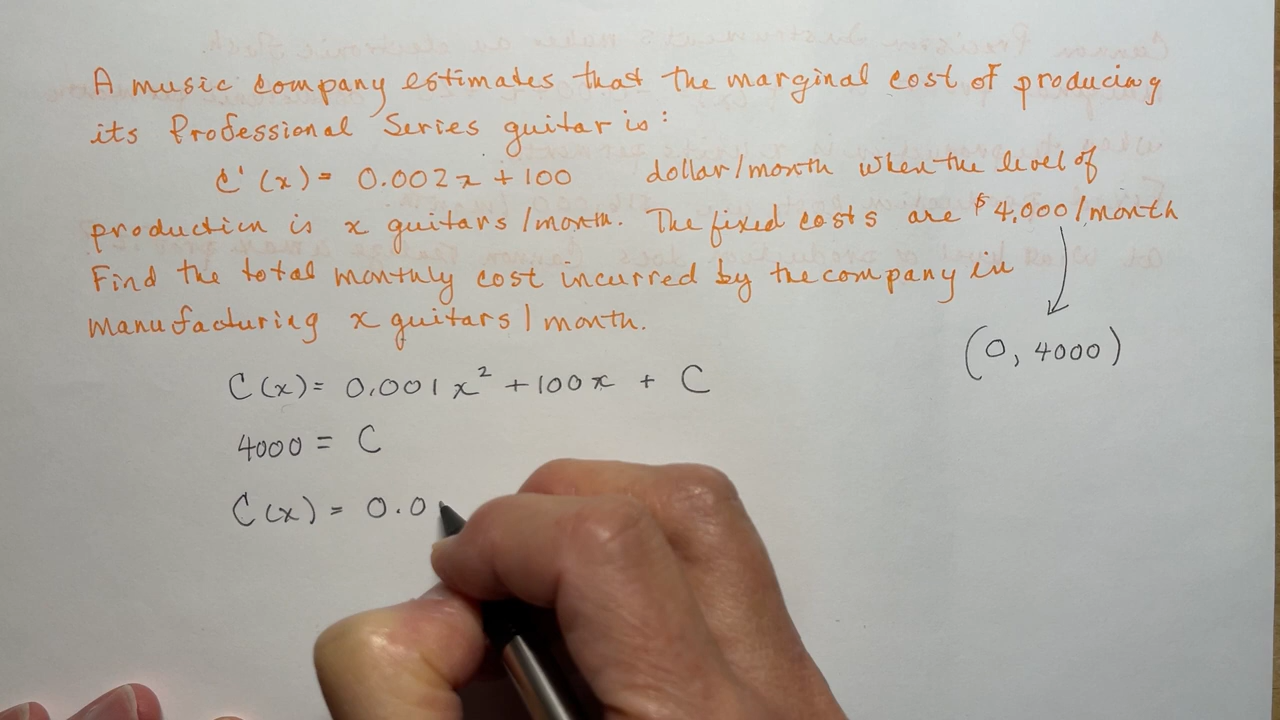 A music company estimates that the marginal cost of producing
its Professional Series guitar is:
C'(x) = 0.002x + 100 dollar/month when the level of
production is x guitars/month. The fixed costs are $4,000/month
Find the total monthly cost incurred by the company in
manufacturing x guitars/month.
(0, 4000)
C(x) = 0.001x² + 100x + C
4000 = C
C(x) = 0.0